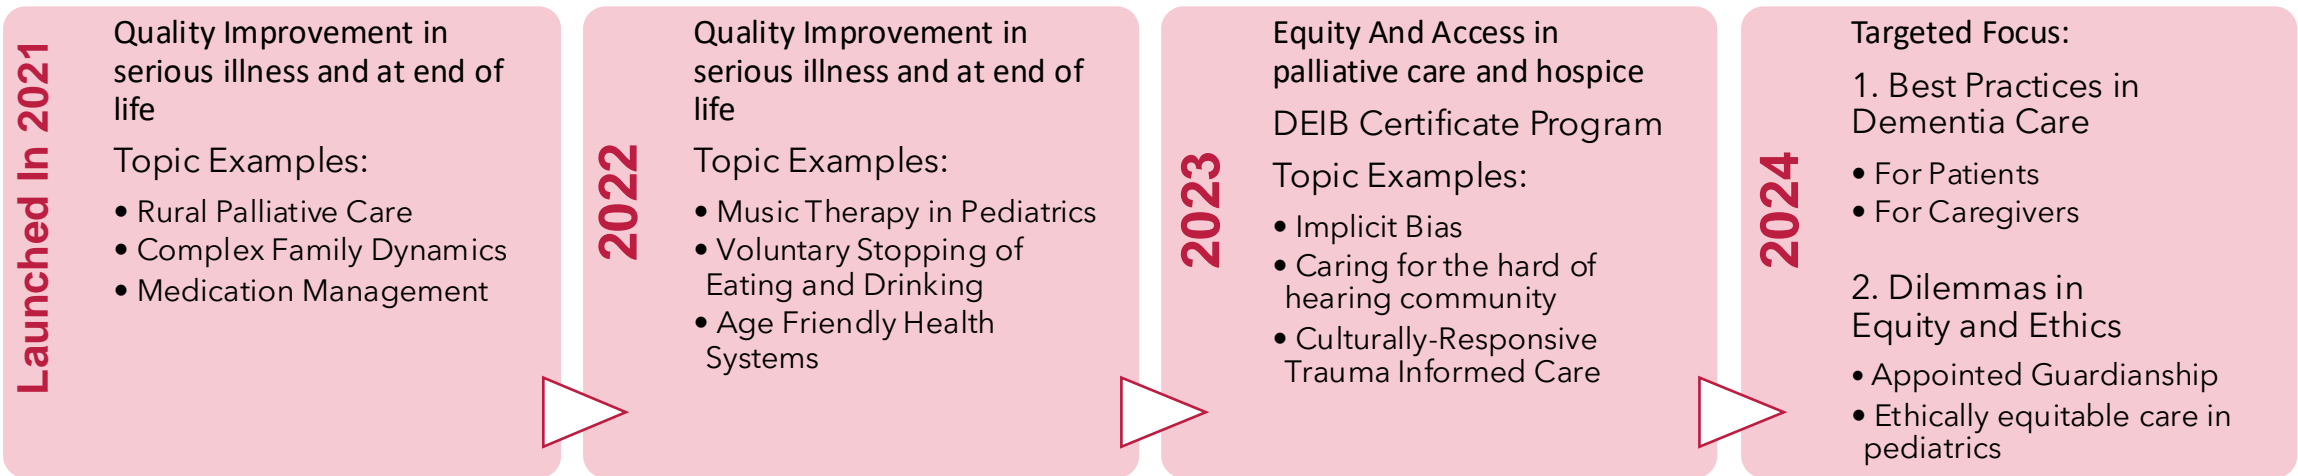 Launched In 2021
Quality Improvement in
serious illness and at end of
life
Topic Examples:
• Rural Palliative Care
• Complex Family Dynamics
• Medication Management
2022
Quality Improvement in
serious illness and at end of
life
Topic Examples:
• Music Therapy in Pediatrics
• Voluntary Stopping of
Eating and Drinking
• Age Friendly Health
Systems
2023
Equity And Access in
palliative care and hospice
DEIB Certificate Program
Topic Examples:
• Implicit Bias
• Caring for the hard of
hearing community
• Culturally-Responsive
Trauma Informed Care
2024
Targeted Focus:
1. Best Practices in
Dementia Care
• For Patients
• For Caregivers
2. Dilemmas in
Equity and Ethics
• Appointed Guardianship
• Ethically equitable care in
pediatrics